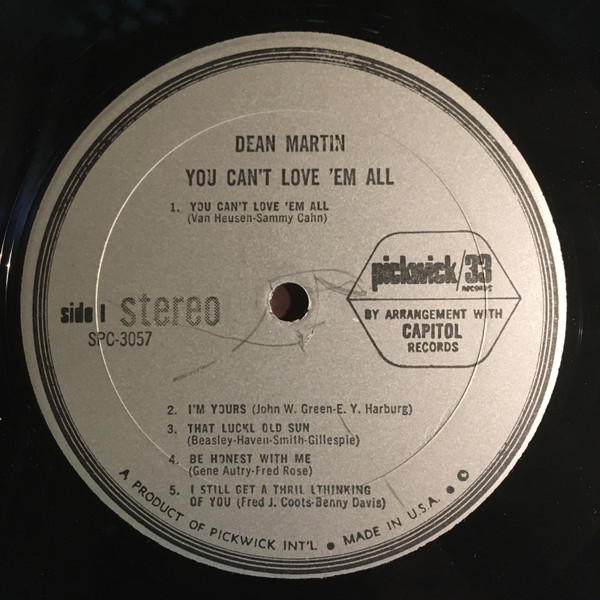 DEAN MARTIN
YOU CAN'T LOVE 'EM ALL
1. YOU CAN'T LOVE 'EM ALL
(Van Heusen-Sammy Cahn)
pickwick/33
RECORDS
BY ARRANGEMENT WITH
CAPITOL
RECORDS
side 1 stereo
SPC-3057
2. I'M YOURS (John W. Green-E. Y. Harburg)
3. THAT LUCKL OLD SUN
(Beasley-Haven-Smith-Gillespie)
4. BE HONEST WITH ME
(Gene Autry-Fred Rose)
5. I STILL GET A THRIL LTHINKING
OF YOU (Fred J. Coots-Benny Davis)
A PRODUCT OF PICKWICK INT'L ● MADE IN U.S.A. ● ©